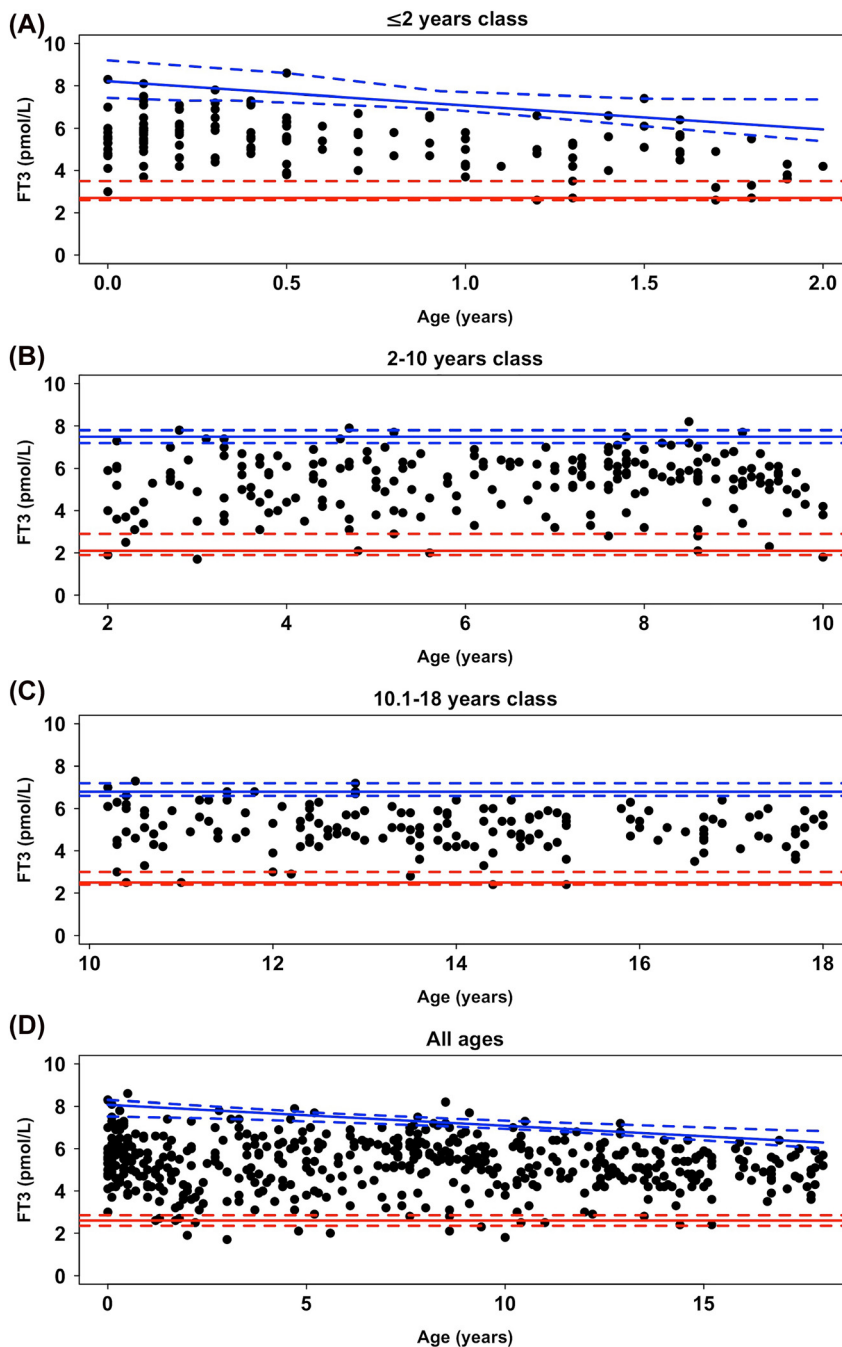 (A)
≤2 years class
FT3 (pmol/L)
10
8
6
4
2
0
0.0 0.5 1.0 1.5 2.0
Age (years)
(B)
2-10 years class
FT3 (pmol/L)
10
8
6
4
2
0
2 4 6 8 10
Age (years)
(C)
10.1-18 years class
FT3 (pmol/L)
10
8
6
4
2
0
10 12 14 16 18
Age (years)
(D)
All ages
FT3 (pmol/L)
10
8
6
4
2
0
0 5 10 15
Age (years)